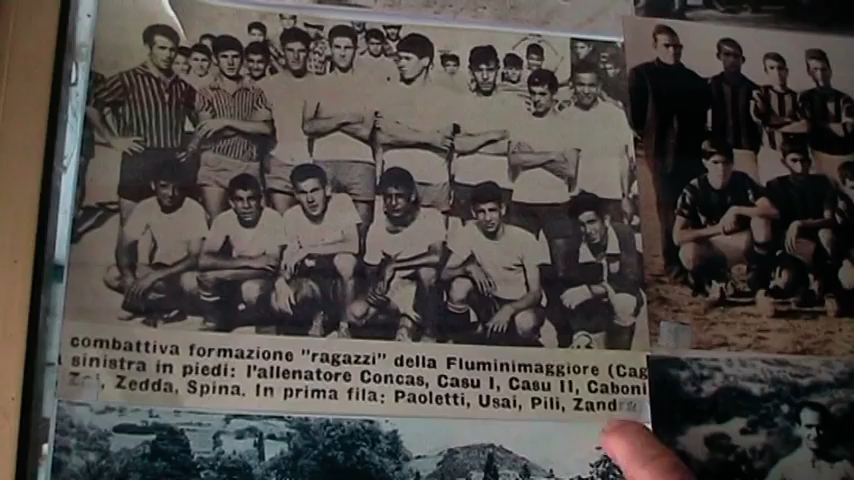 combattiva formazione "ragazzi" della Fluminimaggiore (Cag
sinistra in piedi: l'allenatore Concas, Casu I, Casu II, Caboni
Zedda, Spina. In prima fila: Paoletti, Usai, Pili, Zand